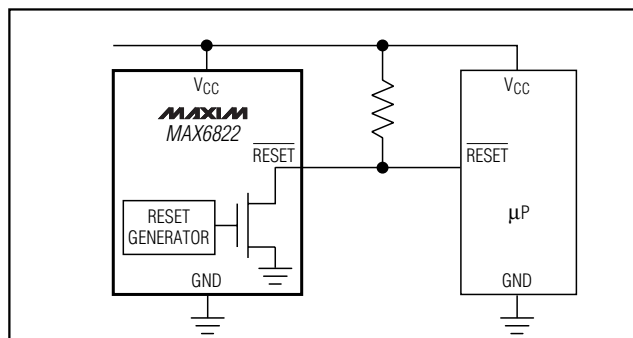 VCC
VCC
MAXIM
MAX6822
RESET
RESET
RESET
GENERATOR
µP
GND
GND